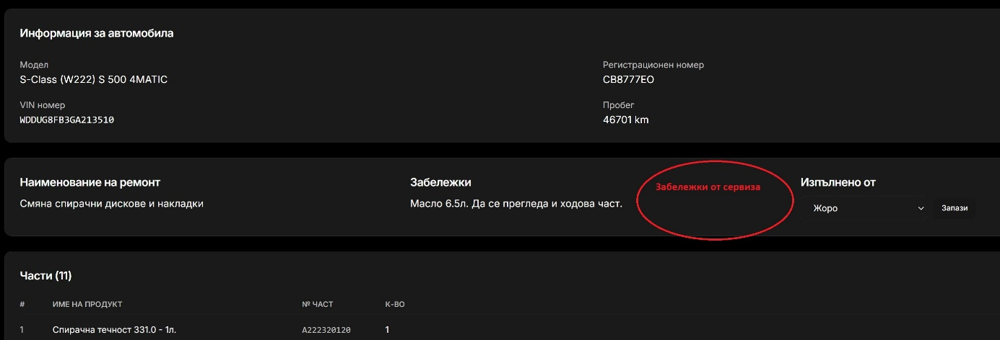 Информация за автомобила
Модел
Регистрационен номер
S-Class (W222) S 500 4MATIC
CB8777EO
VIN номер
Пробег
WDDUG8FB3GA213510
46701 km
Наименование на ремонт
Забележки
Забележки от сервиза
Изпълнено от
Смяна спирачни дискове и накладки
Масло 6.5л. Да се прегледа и ходова част.
Жоро
Запази
Части (11)
# ИМЕ НА ПРОДУКТ № ЧАСТ К-ВО
1 Спирачна течност 331.0 - 1л. A222320120 1